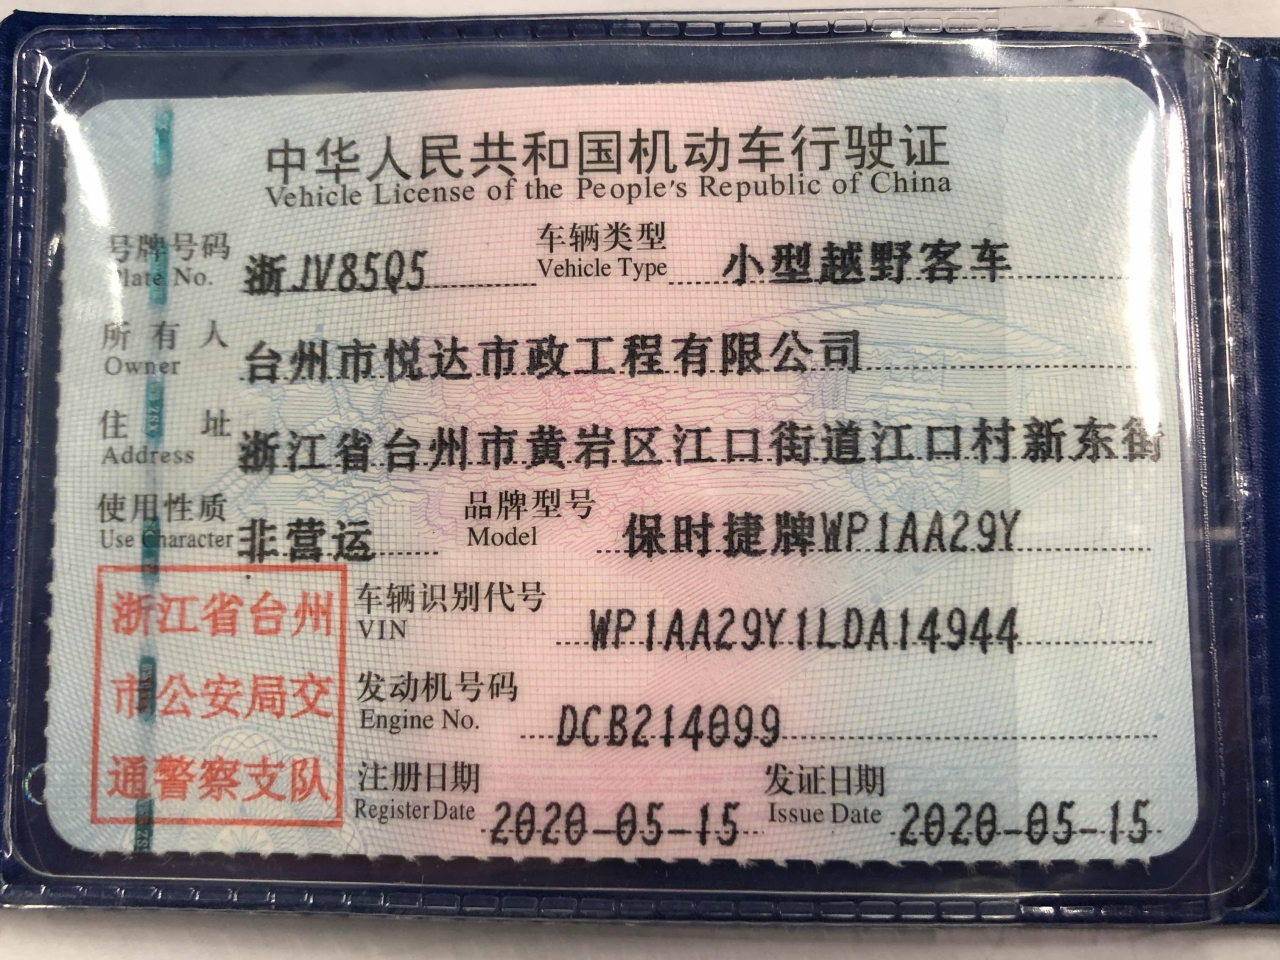 中华人民共和国机动车行驶证
Vehicle License of the People's Republic of China
号牌号码 浙JV85Q5 车辆类型 小型越野客车
Plate No. Vehicle Type
所有人 台州市悦达市政工程有限公司
Owner
住址 浙江省台州市黄岩区江口街道江口村新东街
Address
使用性质 非营运 品牌型号 保时捷牌WP1AA29Y
Use Character Model
车辆识别代号 WP1AA29Y1LDA14944
VIN
发动机号码 DCB214099
Engine No.
注册日期 2020-05-15 发证日期 2020-05-15
Register Date Issue Date
浙江省台州
市公安局交
通警察支队